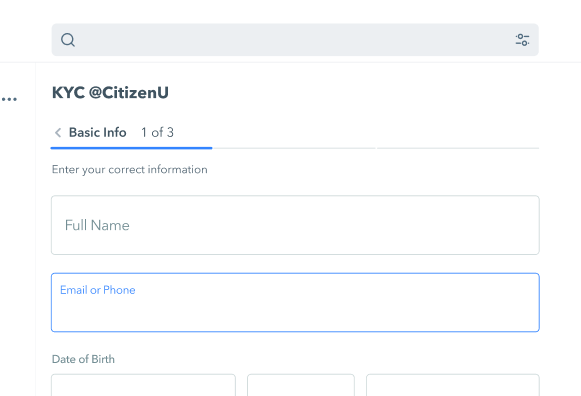 KYC @CitizenU
Basic Info 1 of 3
Enter your correct information
Full Name
Email or Phone
Date of Birth